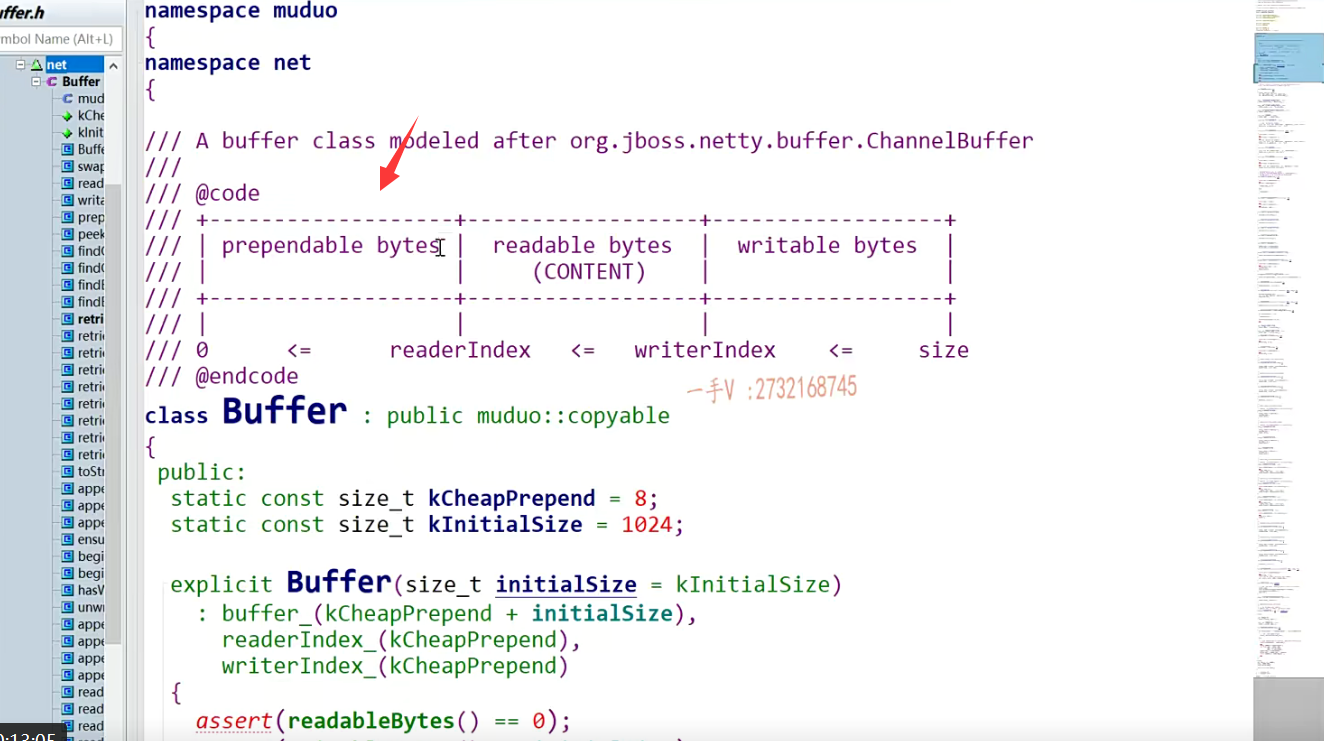 uffer.h
mbol Name (Alt+L)
net
Buffer
mud
kChe
kInit
Buffe
swap
read
writa
prep
peek
find
find
find
findE
retri
retri
retri
retri
retri
retri
retri
retri
retri
toStr
appe
appe
appe
ensu
begi
begi
hasV
unw
appe
appe
appe
appe
read
read
read
0:13:05
namespace muduo
{
namespace net
{
/// A buffer class modeled after org.jboss.netty.buffer.ChannelBuffer
///
/// @code
/// +-------------------+------------------+------------------+
/// | prependable bytes |  readable bytes  |  writable bytes  |
/// |                   |     (CONTENT)    |                  |
/// +-------------------+------------------+------------------+
/// |                   |                  |                  |
/// 0      <=      readerIndex   <=   writerIndex    <=     size
/// @endcode
一手V :2732168745
class Buffer : public muduo::copyable
{
public:
static const size_t kCheapPrepend = 8;
static const size_t kInitialSize = 1024;
explicit Buffer(size_t initialSize = kInitialSize)
: buffer_(kCheapPrepend + initialSize),
readerIndex_(kCheapPrepend),
writerIndex_(kCheapPrepend)
{
assert(readableBytes() == 0);